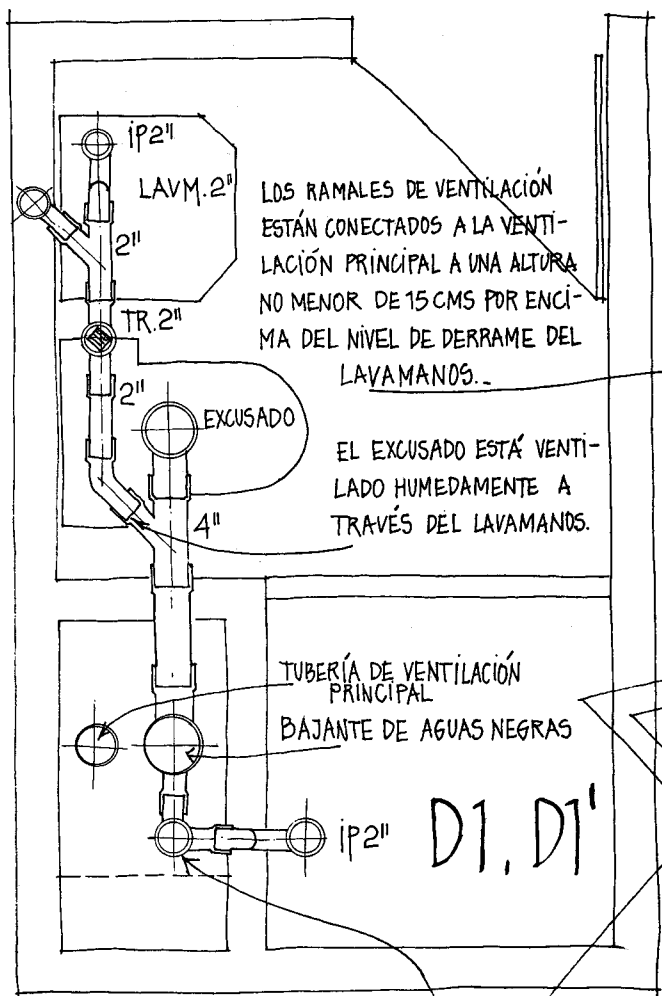 iP2"
LAVM.2"
2"
TR.2"
2"
EXCUSADO
4"
LOS RAMALES DE VENTILACIÓN
ESTÁN CONECTADOS A LA VENTI-
LACIÓN PRINCIPAL A UNA ALTURA
NO MENOR DE 15 CMS POR ENCI-
MA DEL NIVEL DE DERRAME DEL
LAVAMANOS._
EL EXCUSADO ESTÁ VENTI-
LADO HUMEDAMENTE A
TRAVÉS DEL LAVAMANOS.
TUBERÍA DE VENTILACIÓN
PRINCIPAL
BAJANTE DE AGUAS NEGRAS
iP2"
D1, D1'